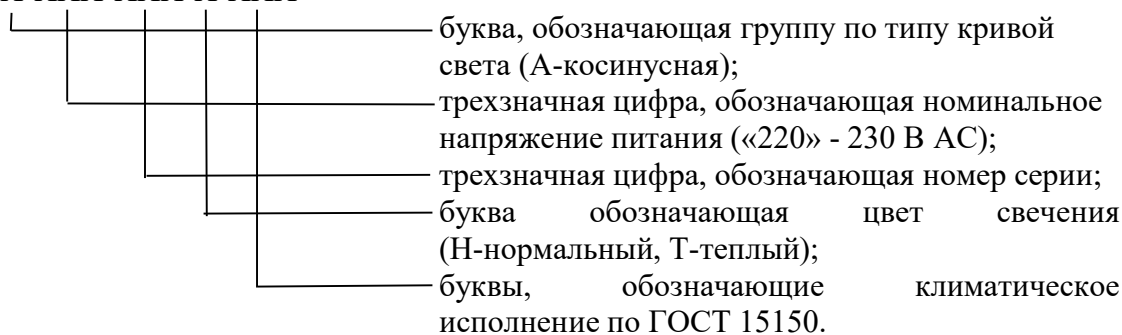 буква, обозначающая группу по типу кривой
света (А-косинусная);
трехзначная цифра, обозначающая номинальное
напряжение питания («220» - 230 В АС);
трехзначная цифра, обозначающая номер серии;
буква обозначающая цвет свечения
(Н-нормальный, Т-теплый);
буквы, обозначающие климатическое
исполнение по ГОСТ 15150.